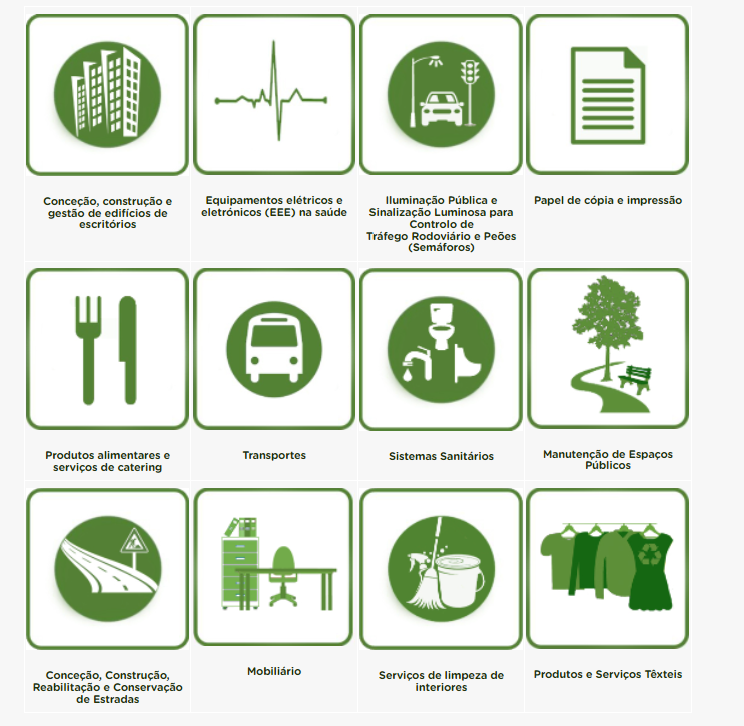 Conceção, construção e
gestão de edifícios de
escritórios
Equipamentos elétricos e
eletrónicos (EEE) na saúde
Iluminação Pública e
Sinalização Luminosa para
Controlo de
Tráfego Rodoviário e Peões
(Semáforos)
Papel de cópia e impressão
Produtos alimentares e
serviços de catering
Transportes
Sistemas Sanitários
Manutenção de Espaços
Públicos
Conceção, Construção,
Reabilitação e Conservação
de Estradas
Mobiliário
Serviços de limpeza de
interiores
Produtos e Serviços Têxteis